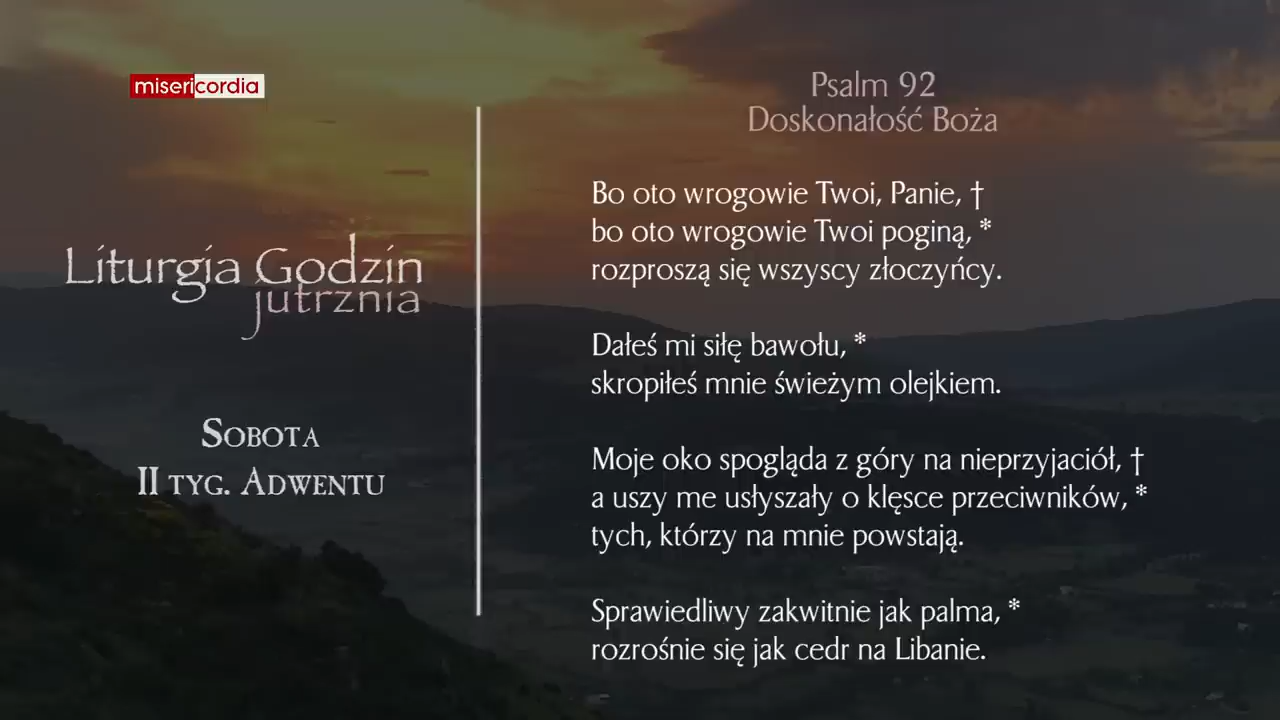 misericordia
Liturgia Godzin
jutrznia
Sobota
II tyg. Adwentu
Psalm 92
Doskonałość Boża
Bo oto wrogowie Twoi, Panie, †
bo oto wrogowie Twoi poginą, *
rozproszą się wszyscy złoczyńcy.
Dałeś mi siłę bawołu, *
skropiłeś mnie świeżym olejkiem.
Moje oko spogląda z góry na nieprzyjaciół, †
a uszy me usłyszały o klęsce przeciwników, *
tych, którzy na mnie powstają.
Sprawiedliwy zakwitnie jak palma, *
rozrośnie się jak cedr na Libanie.